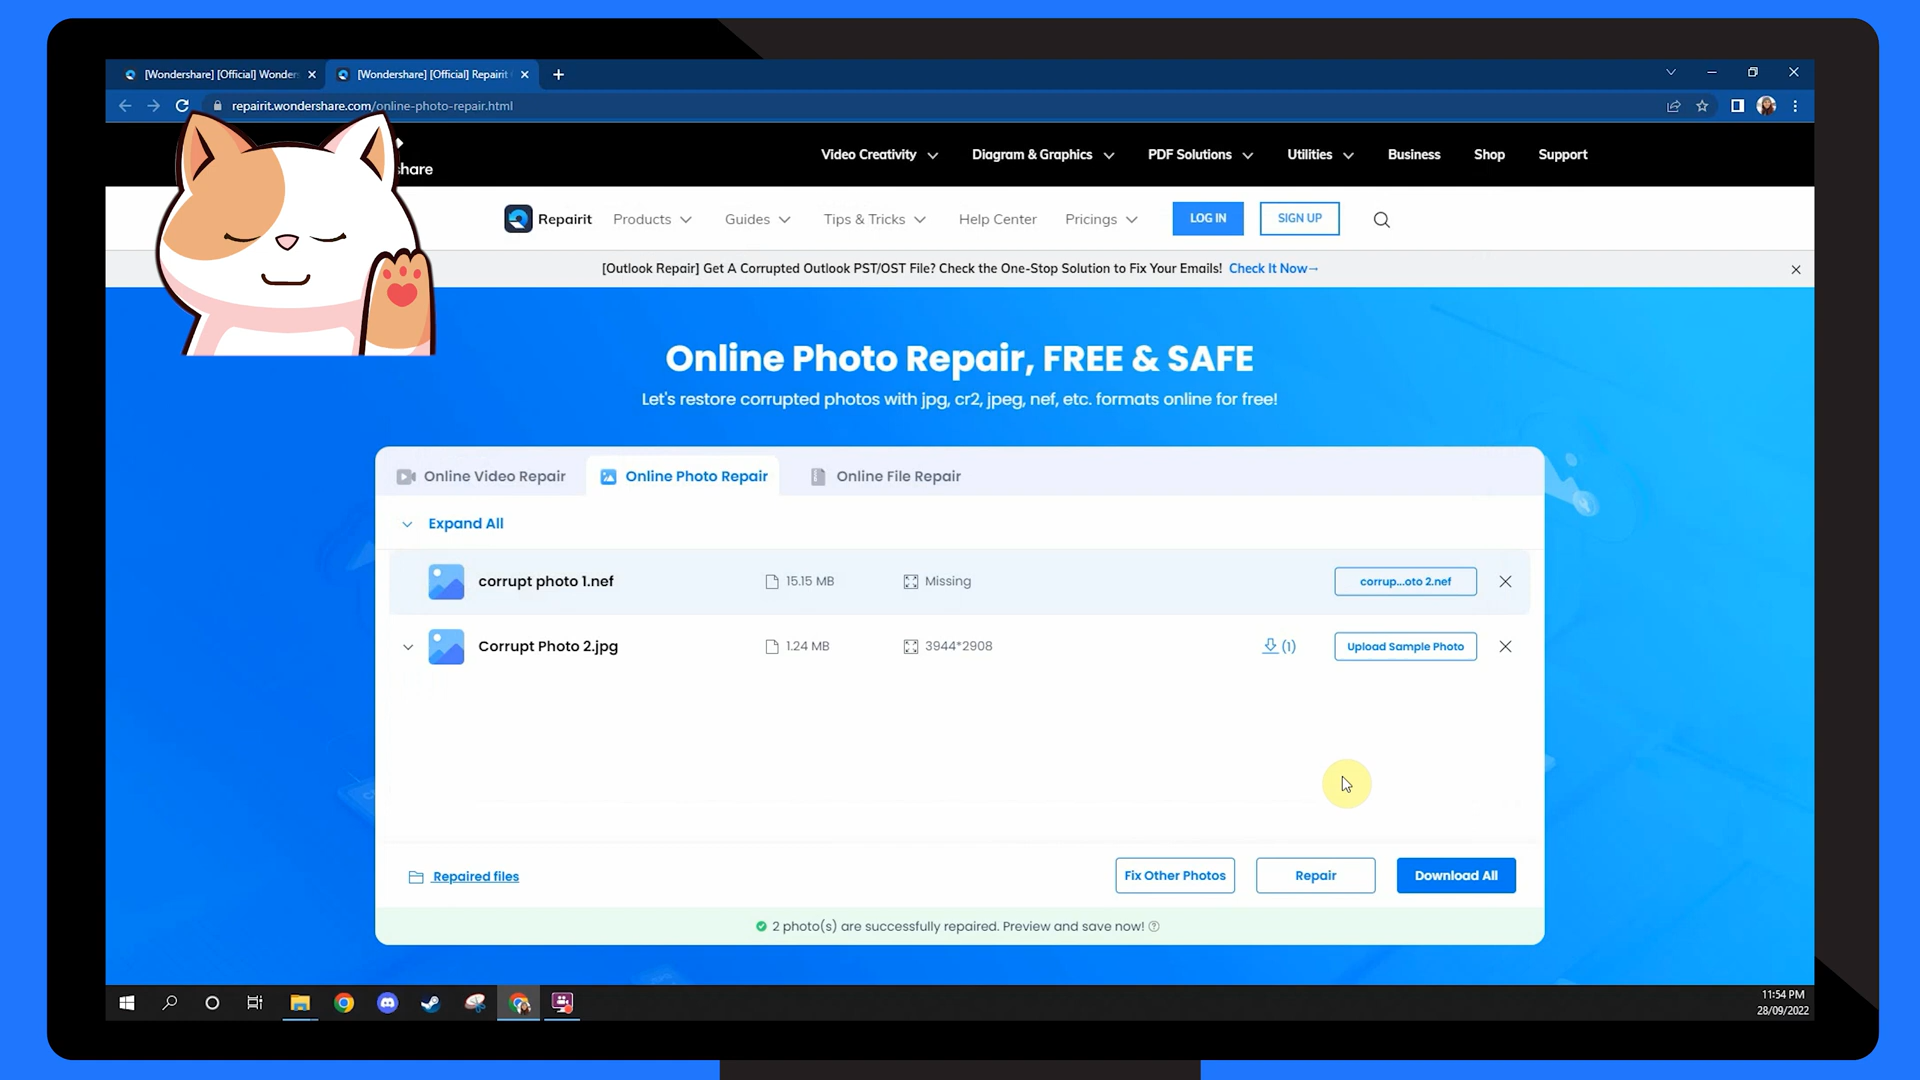 [Wondershare] [Official] Wonder
[Wondershare] [Official] Repairit
repairit.wondershare.com/online-photo-repair.html
share
Video Creativity
Diagram & Graphics
PDF Solutions
Utilities
Business
Shop
Support
Repairit
Products
Guides
Tips & Tricks
Help Center
Pricings
LOG IN
SIGN UP
[Outlook Repair] Get A Corrupted Outlook PST/OST File? Check the One-Stop Solution to Fix Your Emails! Check It Now→
Online Photo Repair, FREE & SAFE
Let's restore corrupted photos with jpg, cr2, jpeg, nef, etc. formats online for free!
Online Video Repair
Online Photo Repair
Online File Repair
Expand All
corrupt photo 1.nef
15.15 MB
Missing
corrup...oto 2.nef
Corrupt Photo 2.jpg
1.24 MB
3944*2908
(1)
Upload Sample Photo
Repaired files
Fix Other Photos
Repair
Download All
2 photo(s) are successfully repaired. Preview and save now!
11:54 PM
28/09/2022